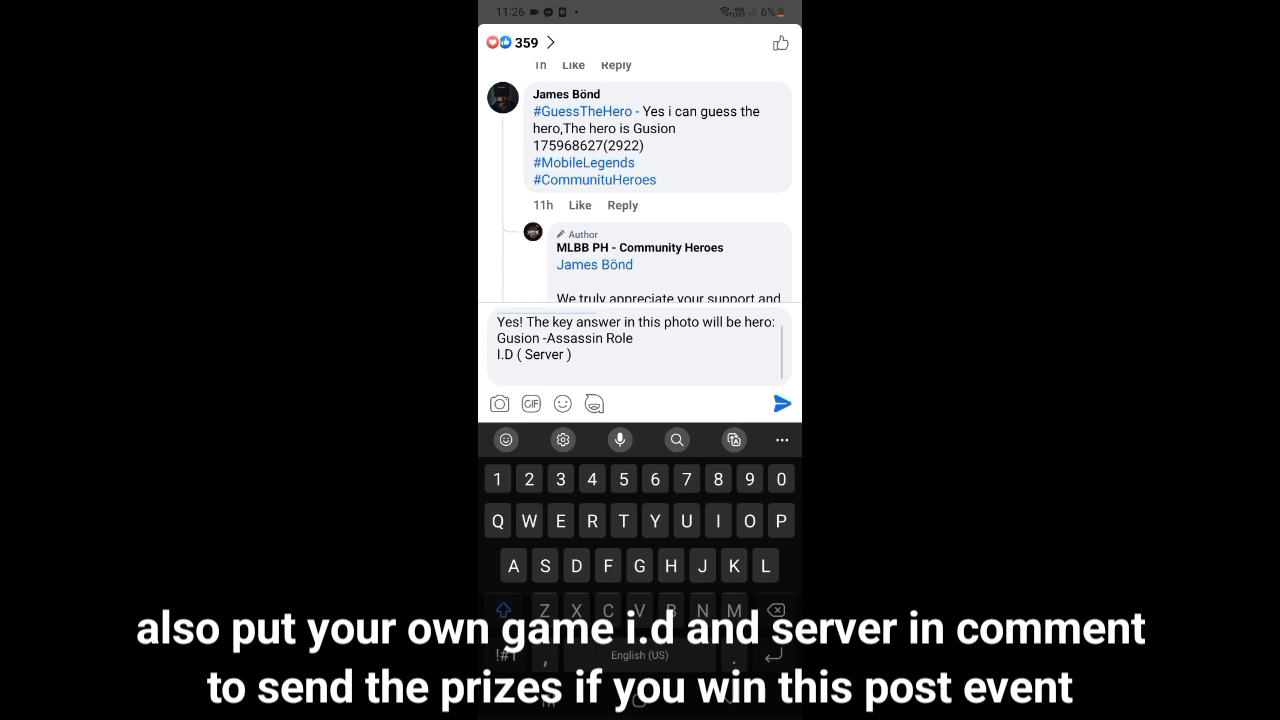 11:26
6%
359
1h Like Reply
James Bönd
#GuessTheHero - Yes i can guess the
hero,The hero is Gusion
175968627(2922)
#MobileLegends
#CommunituHeroes
11h Like Reply
Author
MLBB PH - Community Heroes
James Bönd
We truly appreciate your support and
Yes! The key answer in this photo will be hero:
Gusion -Assassin Role
I.D ( Server )
GIF
1 2 3 4 5 6 7 8 9 0
Q W E R T Y U I O P
A S D F G H J K L
Z X C V B N M
also put your own game i.d and server in comment
!#1 , English (US) .
to send the prizes if you win this post event